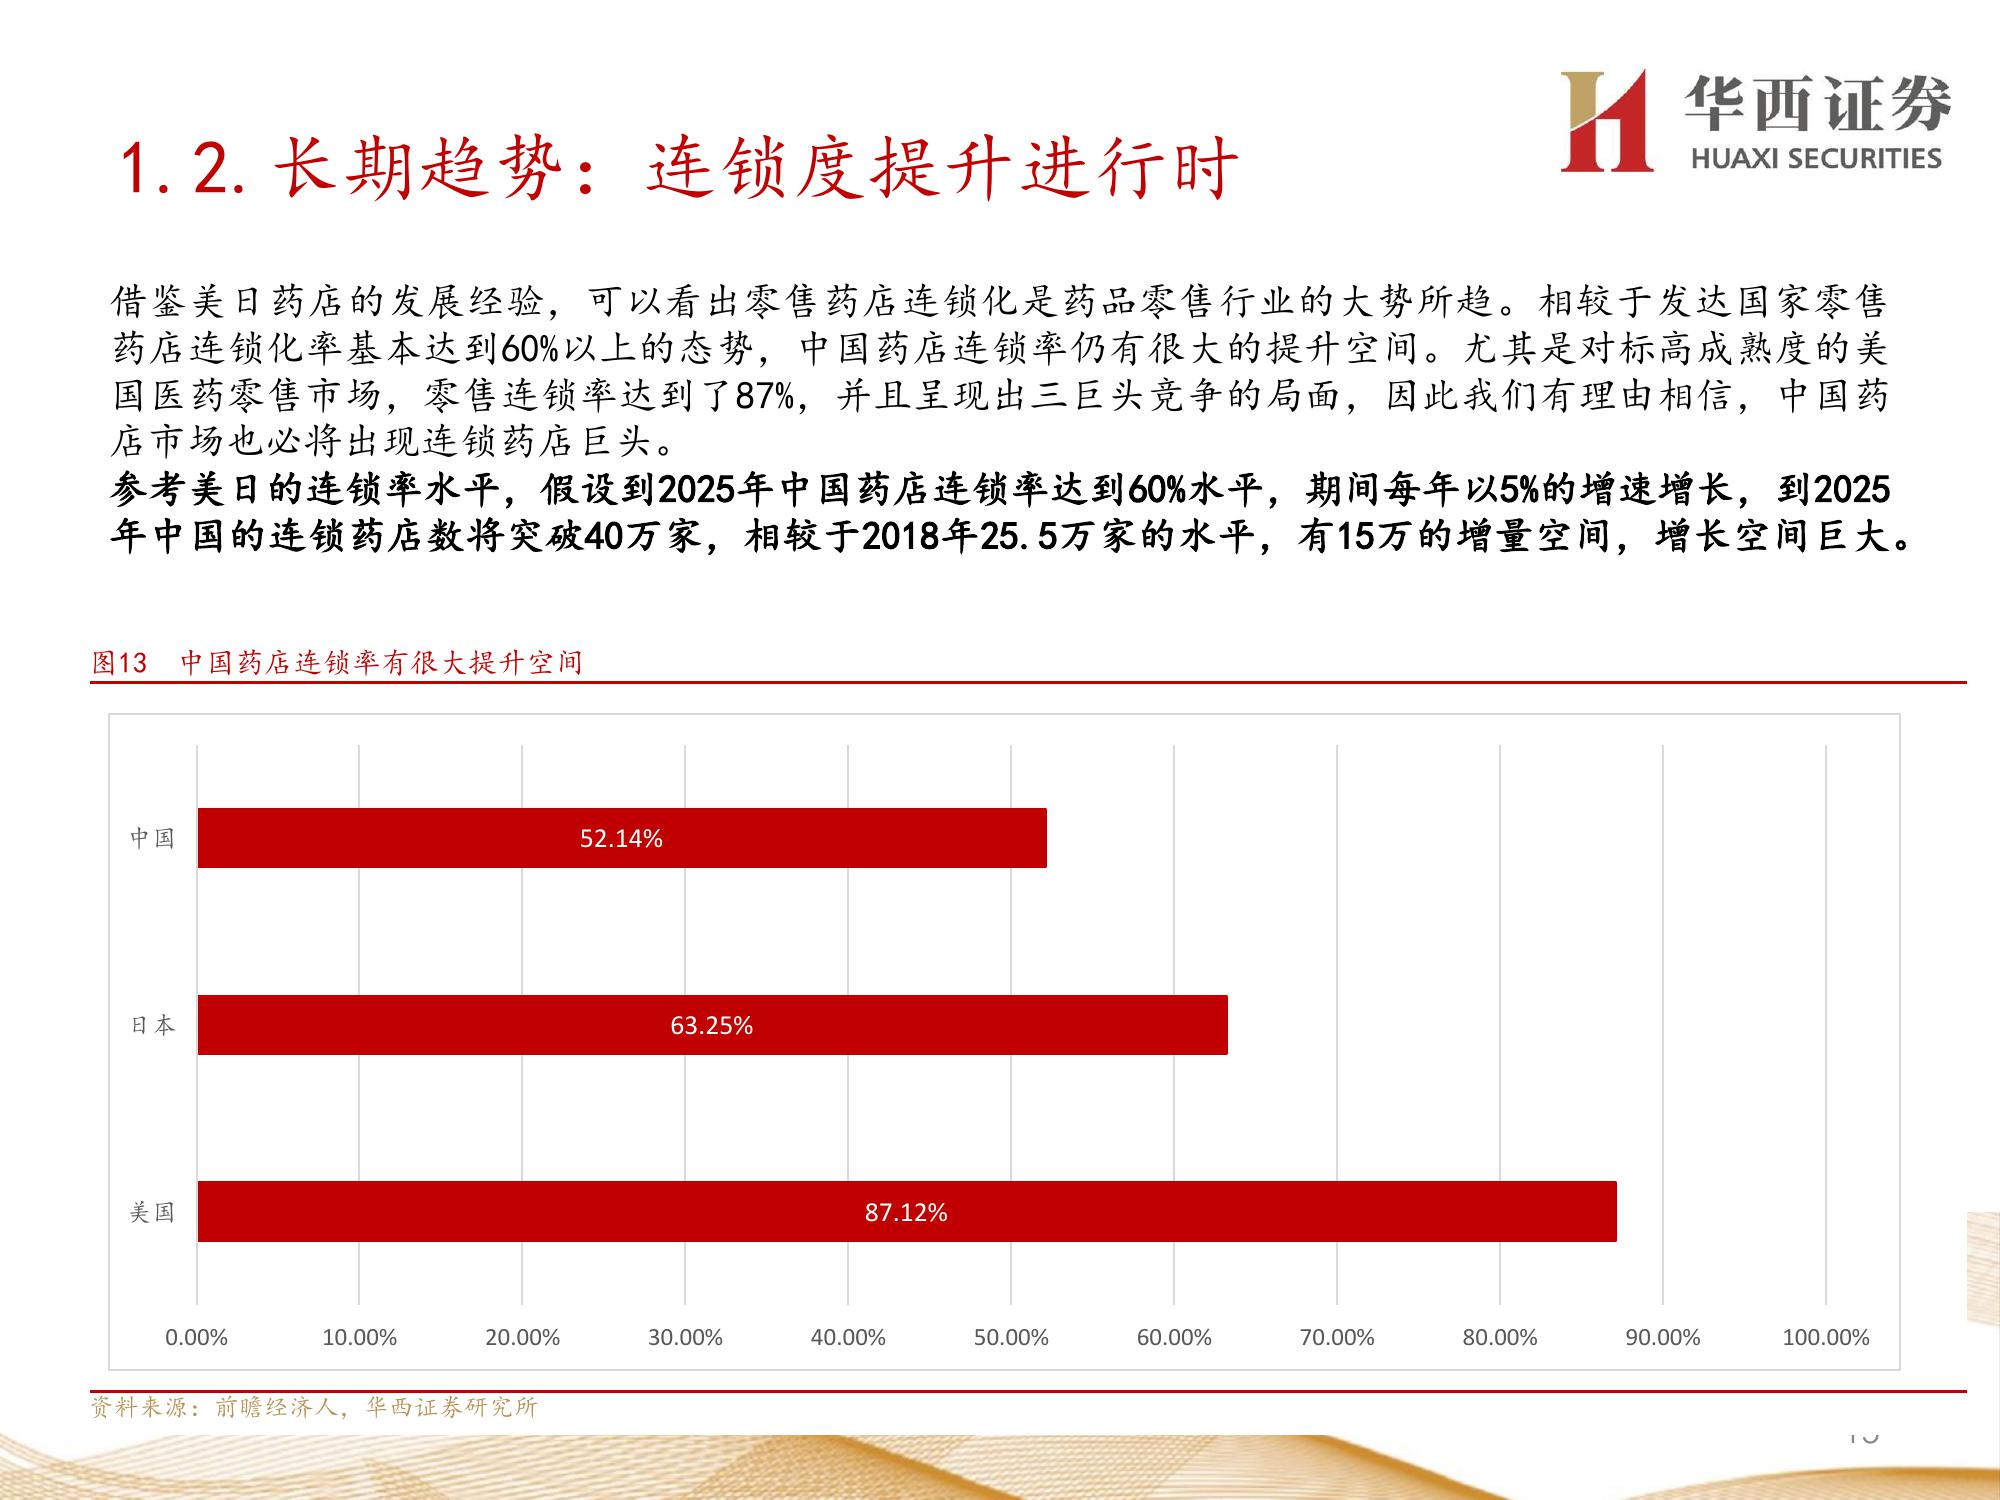 华西证券
HUAXI SECURITIES
1.2.长期趋势：连锁度提升进行时
借鉴美日药店的发展经验，可以看出零售药店连锁化是药品零售行业的大势所趋。相较于发达国家零售
药店连锁化率基本达到60%以上的态势，中国药店连锁率仍有很大的提升空间。尤其是对标高成熟度的美
国医药零售市场，零售连锁率达到了87%，并且呈现出三巨头竞争的局面，因此我们有理由相信，中国药
店市场也必将出现连锁药店巨头。
参考美日的连锁率水平，假设到2025年中国药店连锁率达到60%水平，期间每年以5%的增速增长，到2025
年中国的连锁药店数将突破40万家，相较于2018年25.5万家的水平，有15万的增量空间，增长空间巨大。
图13 中国药店连锁率有很大提升空间
中国
52.14%
日本
63.25%
美国
87.12%
0.00% 10.00% 20.00% 30.00% 40.00% 50.00% 60.00% 70.00% 80.00% 90.00% 100.00%
资料来源：前瞻经济人，华西证券研究所